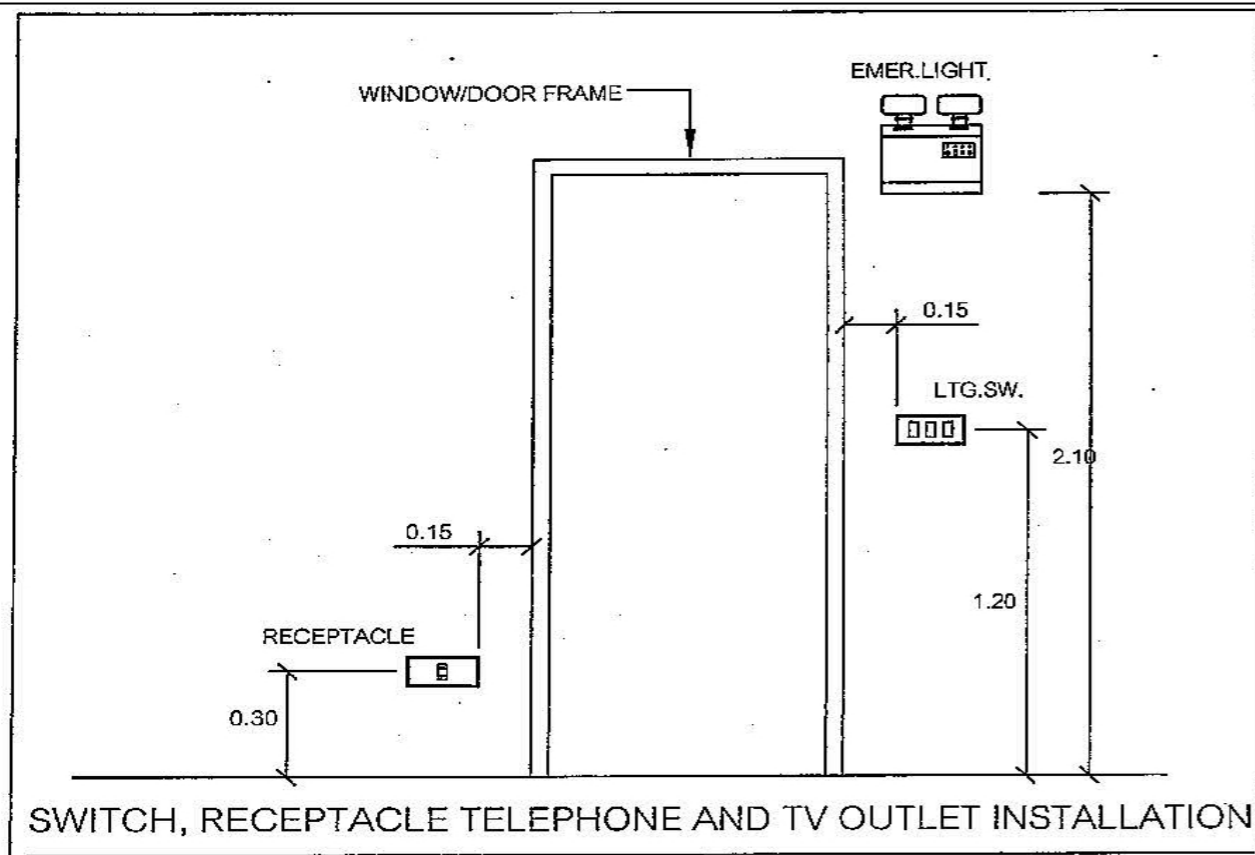 EMER.LIGHT
WINDOW/DOOR FRAME
0.15
LTG.SW.
2.10
0.15
1.20
RECEPTACLE
0.30
SWITCH, RECEPTACLE TELEPHONE AND TV OUTLET INSTALLATION